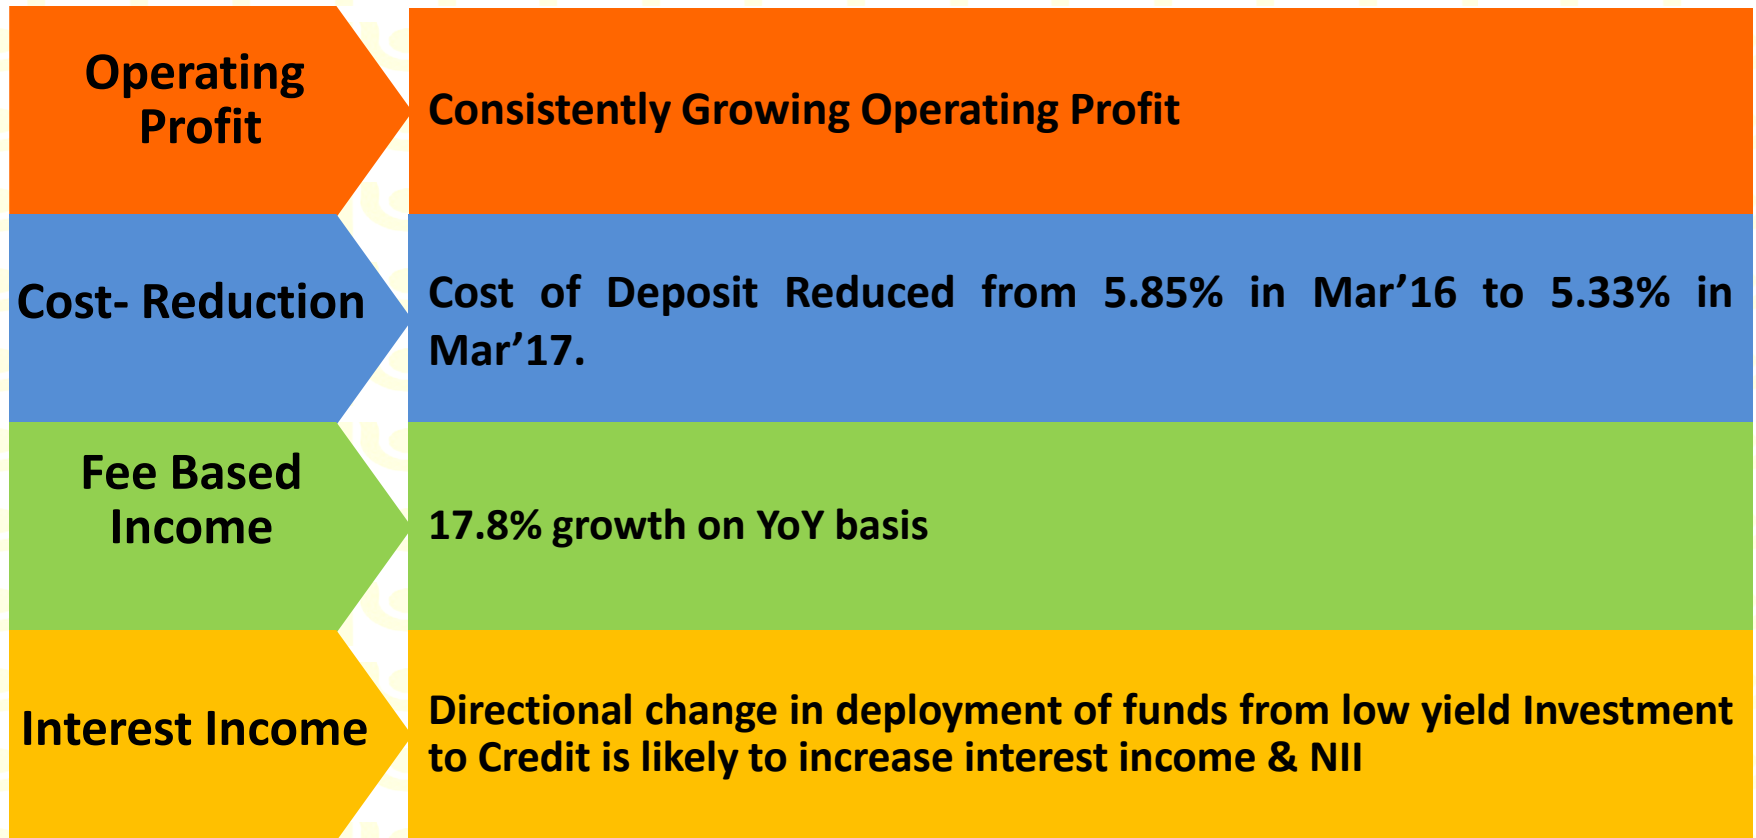 Operating
Profit
Consistently Growing Operating Profit
Cost- Reduction
Cost of Deposit Reduced from 5.85% in Mar’16 to 5.33% in
Mar’17.
Fee Based
Income
17.8% growth on YoY basis
Interest Income
Directional change in deployment of funds from low yield Investment
to Credit is likely to increase interest income & NII